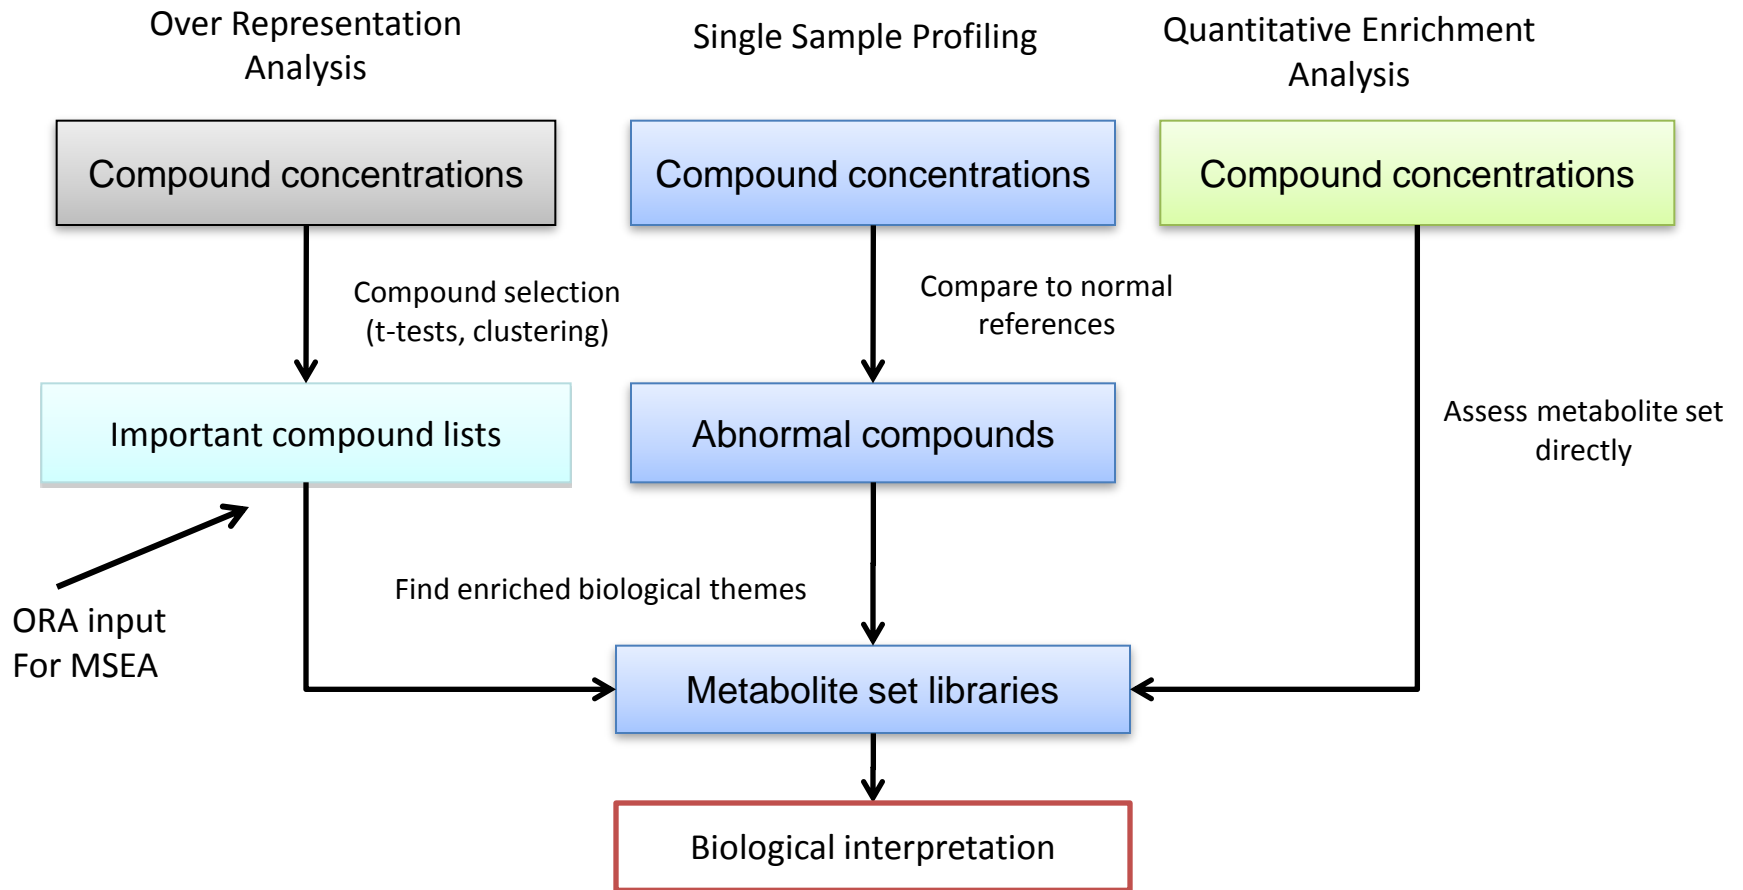 Over Representation
Analysis
Single Sample Profiling
Quantitative Enrichment
Analysis
Compound concentrations
Compound concentrations
Compound concentrations
Compound selection
(t-tests, clustering)
Compare to normal
references
Important compound lists
Abnormal compounds
Assess metabolite set
directly
Find enriched biological themes
ORA input
For MSEA
Metabolite set libraries
Biological interpretation